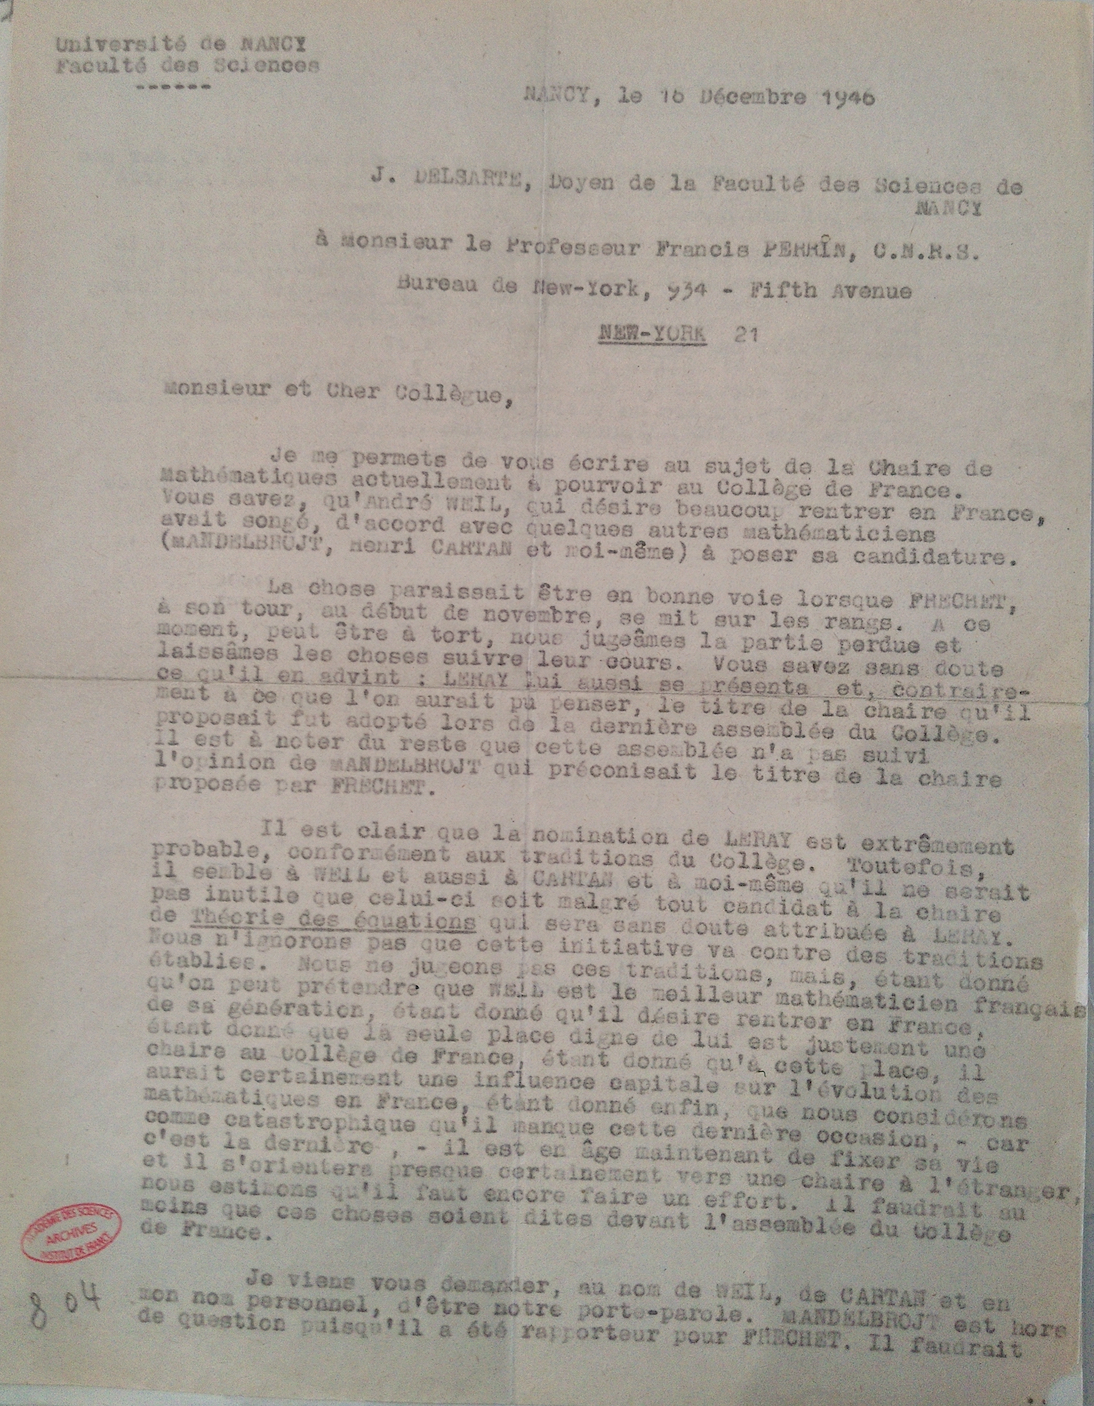 Université de NANCY
Faculté des Sciences
------
NANCY, le 16 Décembre 1946
J. DELSARTE, Doyen de la Faculté des Sciences de
NANCY
à Monsieur le Professeur Francis PERRÎN, C.N.R.S.
Bureau de New-York, 934 - Fifth Avenue
NEW-YORK 21
Monsieur et Cher Collègue,
Je me permets de vous écrire au sujet de la Chaire de
Mathématiques actuellement à pourvoir au Collège de France.
Vous savez, qu'André WEIL, qui désire beaucoup rentrer en France,
avait songé, d'accord avec quelques autres mathématiciens
(MANDELBROJT, Henri CARTAN et moi-même) à poser sa candidature.
La chose paraissait être en bonne voie lorsque FRECHET,
à son tour, au début de novembre, se mit sur les rangs. A ce
moment, peut être à tort, nous jugeâmes la partie perdue et
laissâmes les choses suivre leur cours. Vous savez sans doute
ce qu'il en advint : LERAY lui aussi se présenta et, contraire-
ment à ce que l'on aurait pu penser, le titre de la chaire qu'il
proposait fut adopté lors de la dernière assemblée du Collège.
Il est à noter du reste que cette assemblée n'a pas suivi
l'opinion de MANDELBROJT qui préconisait le titre de la chaire
proposée par FRECHET.
Il est clair que la nomination de LERAY est extrêmement
probable, conformément aux traditions du Collège. Toutefois,
il semble à WEIL et aussi à CARTAN et à moi-même qu'il ne serait
pas inutile que celui-ci soit malgré tout candidat à la chaire
de Théorie des équations qui sera sans doute attribuée à LERAY.
Nous n'ignorons pas que cette initiative va contre des traditions
établies. Nous ne jugeons pas ces traditions, mais, étant donné
qu'on peut prétendre que WEIL est le meilleur mathématicien français
de sa génération, étant donné qu'il désire rentrer en France,
étant donné que la seule place digne de lui est justement une
chaire au Collège de France, étant donné qu'à cette place, il
aurait certainement une influence capitale sur l'évolution des
mathématiques en France, étant donné enfin, que nous considérons
comme catastrophique qu'il manque cette dernière occasion, - car
c'est la dernière, - il est en âge maintenant de fixer sa vie
et il s'orientera presque certainement vers une chaire à l'étranger,
nous estimons qu'il faut encore faire un effort. Il faudrait au
moins que ces choses soient dites devant l'assemblée du Collège
de France.
Je viens vous demander, au nom de WEIL, de CARTAN et en
mon nom personnel, d'être notre porte-parole. MANDELBROJT est hors
de question puisqu'il a été rapporteur pour FRECHET. Il faudrait
ACADÉMIE DES SCIENCES
ARCHIVES
INSTITUT DE FRANCE
804